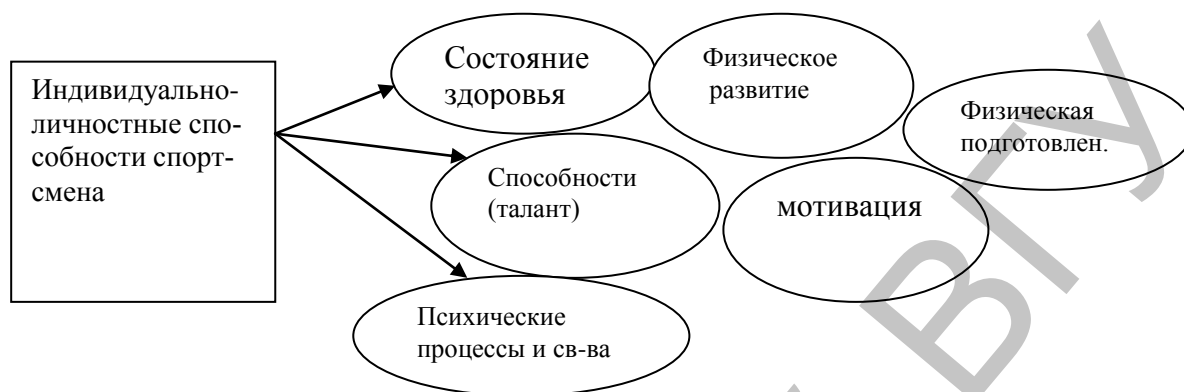 Индивидуально-
личностные спо-
собности спорт-
смена
Состояние
здоровья
Физическое
развитие
Физическая
подготовлен.
Способности
(талант)
мотивация
Психические
процессы и св-ва
ВГУ